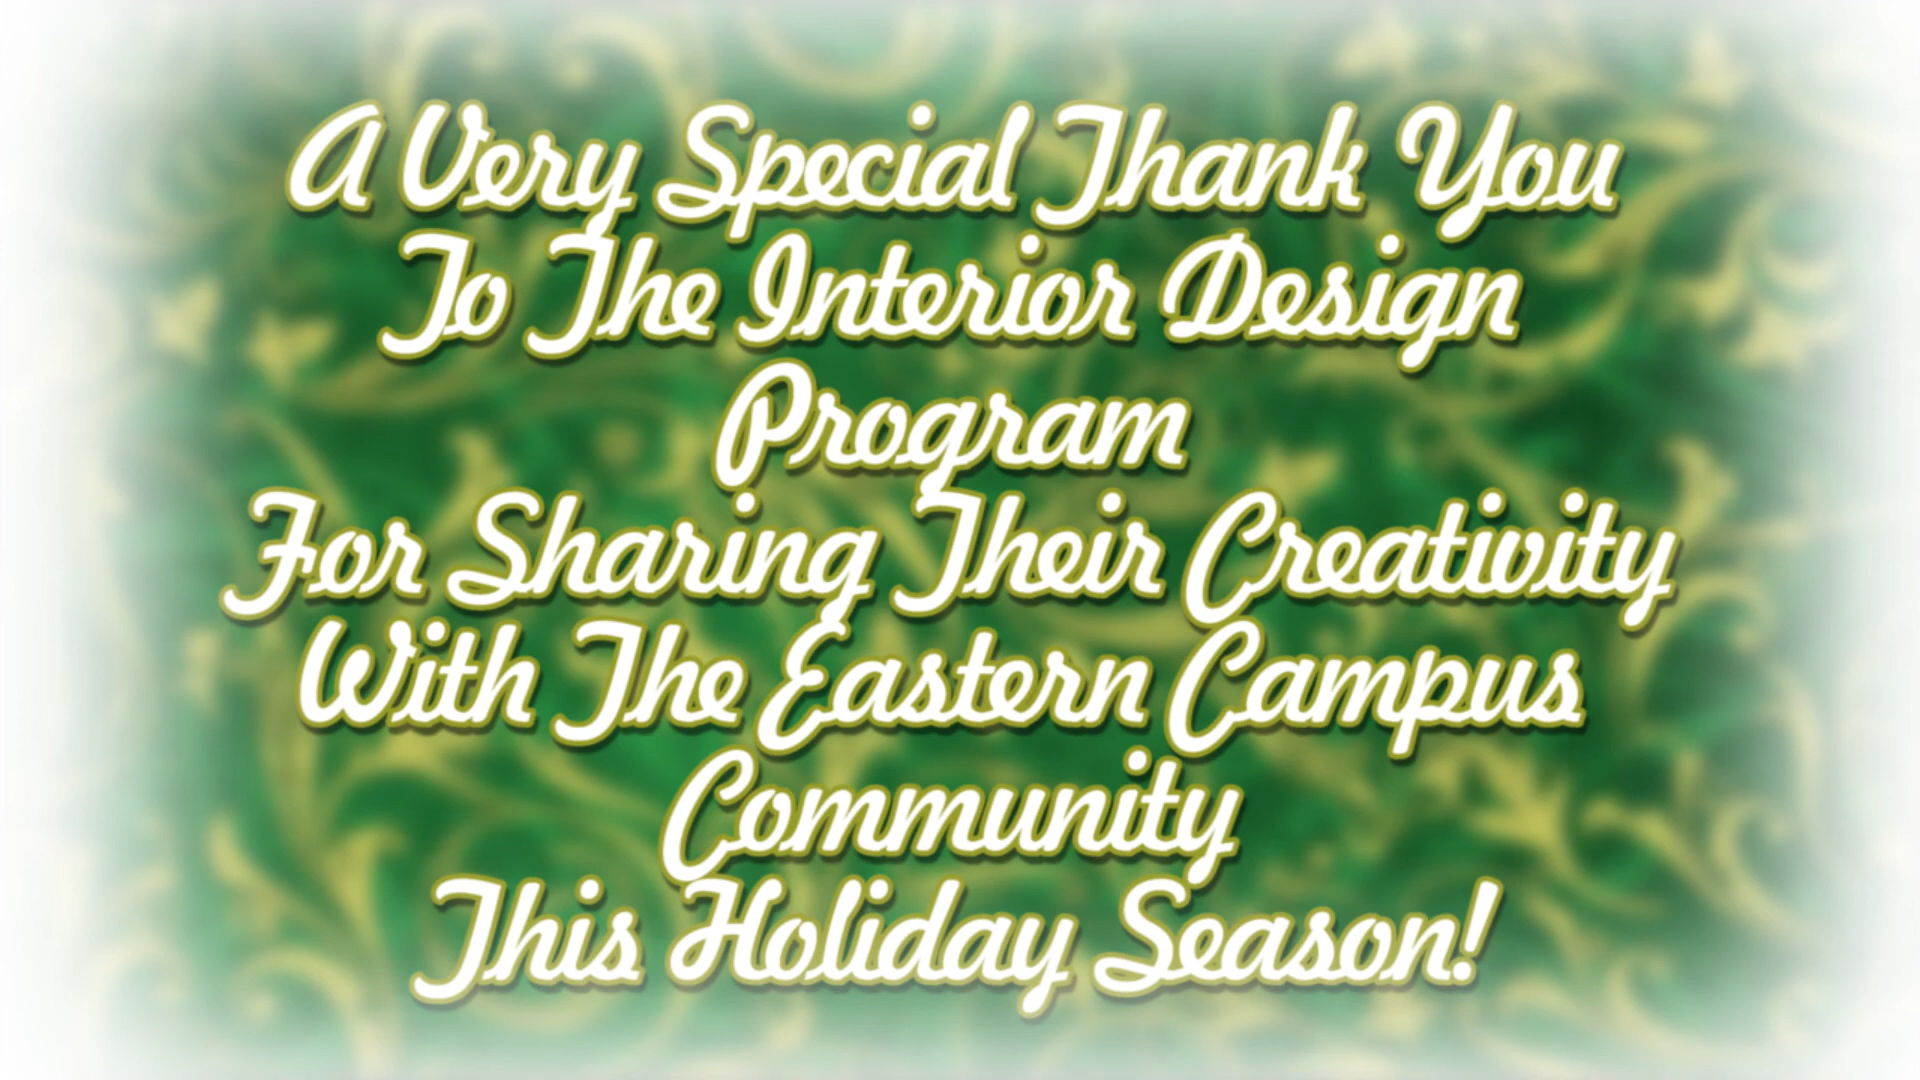 A Very Special Thank You
To The Interior Design
Program
For Sharing Their Creativity
With The Eastern Campus
Community
This Holiday Season!